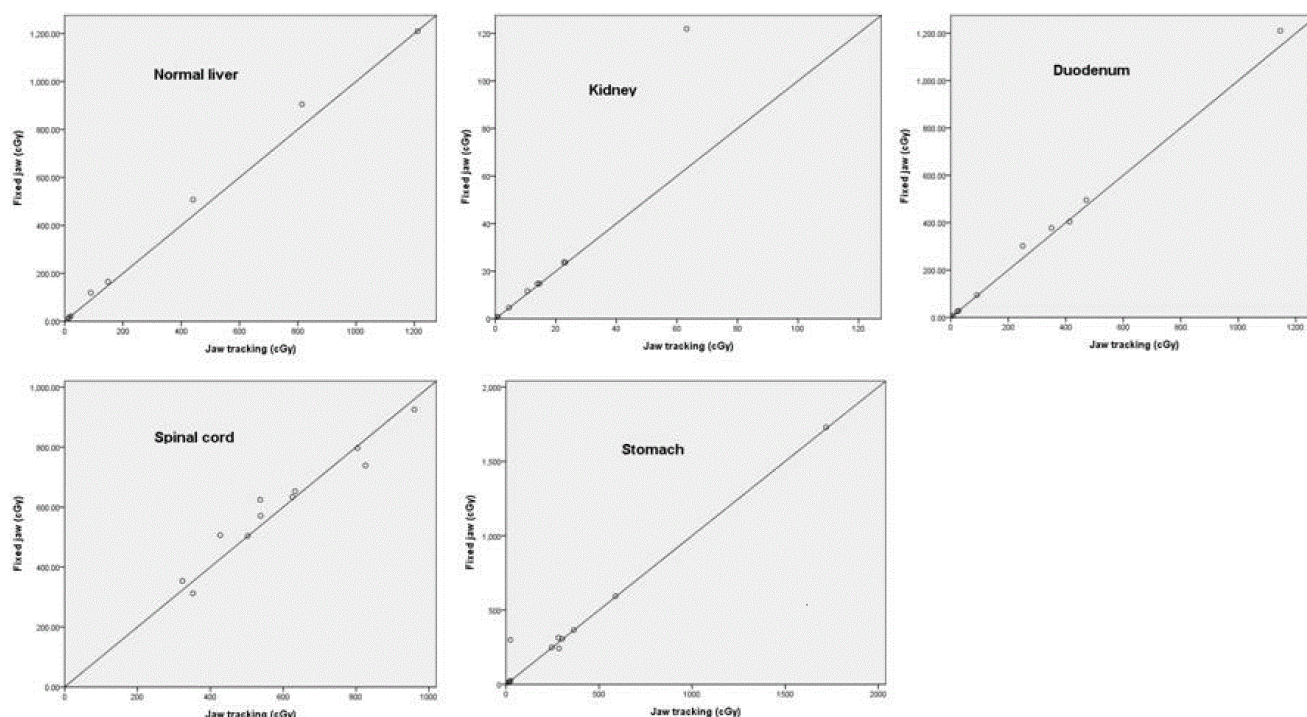 Normal liver
Fixed jaw (cGy)
1,200.00
1,000.00
800.00
600.00
400.00
200.00
0.00
0 200 400 600 800 1000 1200
Jaw tracking (cGy)
Kidney
Fixed jaw (cGy)
120
100
80
60
40
20
0
0 20 40 60 80 100 120
Jaw tracking (cGy)
Duodenum
Fixed jaw (cGy)
1,200.00
1,000.00
800.00
600.00
400.00
200.00
0.00
0 200 400 600 800 1000 1200
Jaw tracking (cGy)
Spinal cord
Fixed jaw (cGy)
1,000.00
800.00
600.00
400.00
200.00
0.00
0 200 400 600 800 1000
Jaw tracking (cGy)
Stomach
Fixed jaw (cGy)
2,000
1,500
1,000
500
0
0 500 1000 1500 2000
Jaw tracking (cGy)